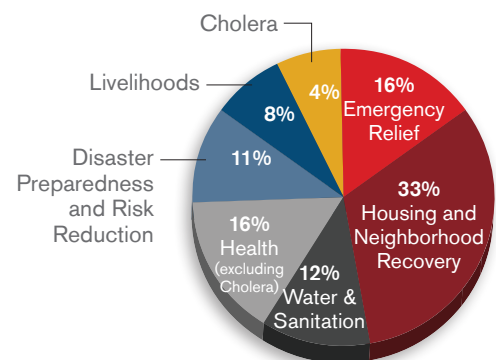 Cholera
4%
16%
Emergency
Relief
Livelihoods
8%
33%
Housing and
Neighborhood
Recovery
Disaster
Preparedness
and Risk
Reduction
11%
16%
Health
(excluding
Cholera)
12%
Water &
Sanitation